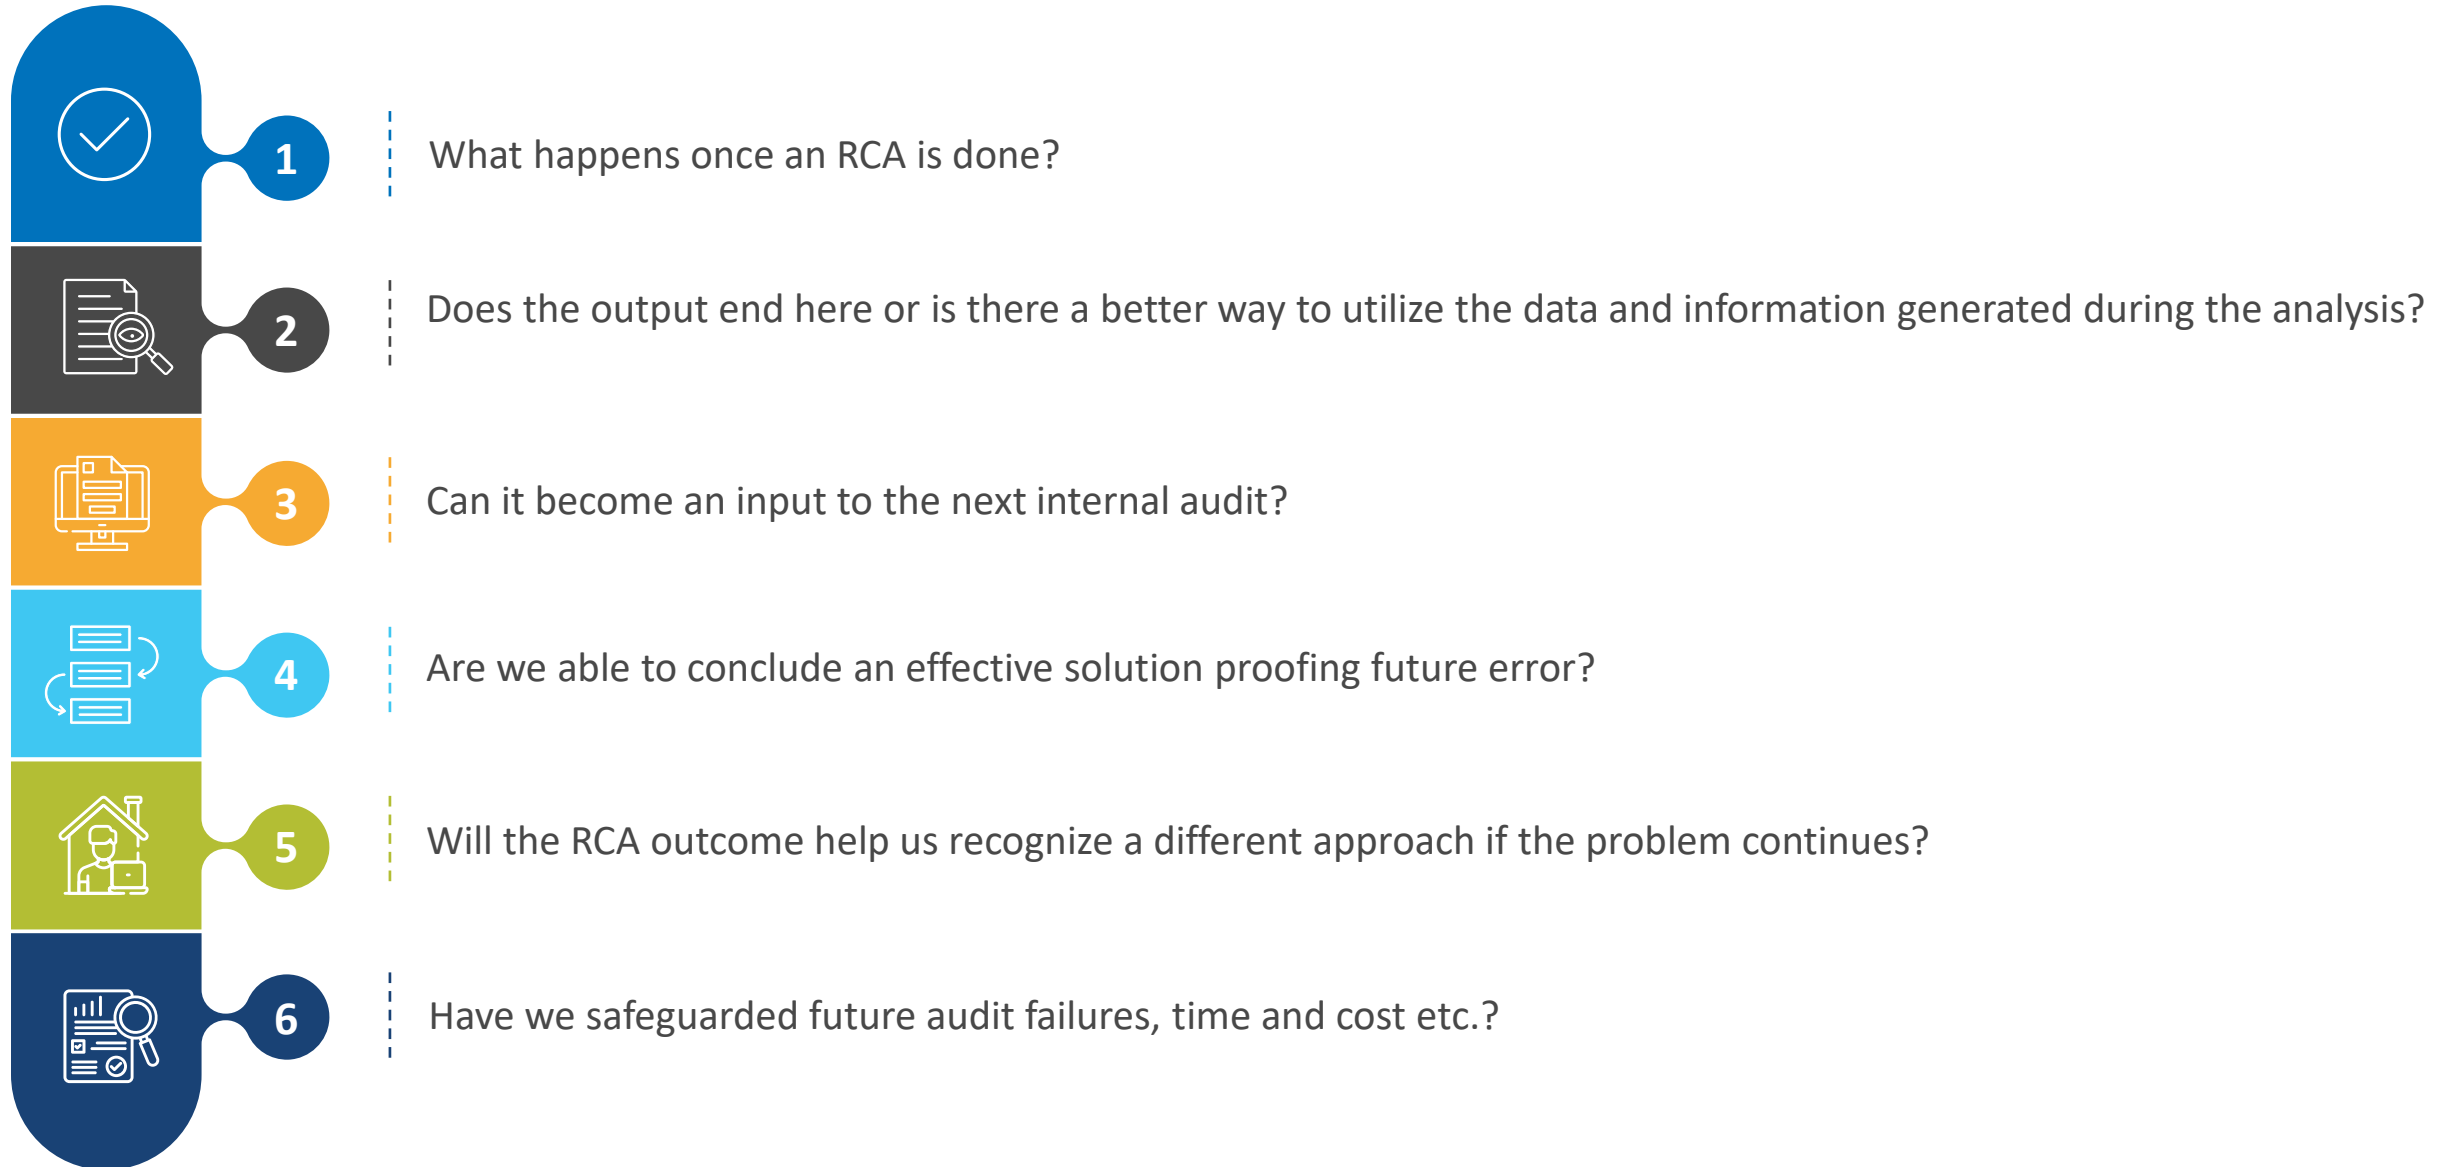 1
What happens once an RCA is done?
2
Does the output end here or is there a better way to utilize the data and information generated during the analysis?
3
Can it become an input to the next internal audit?
4
Are we able to conclude an effective solution proofing future error?
5
Will the RCA outcome help us recognize a different approach if the problem continues?
6
Have we safeguarded future audit failures, time and cost etc.?